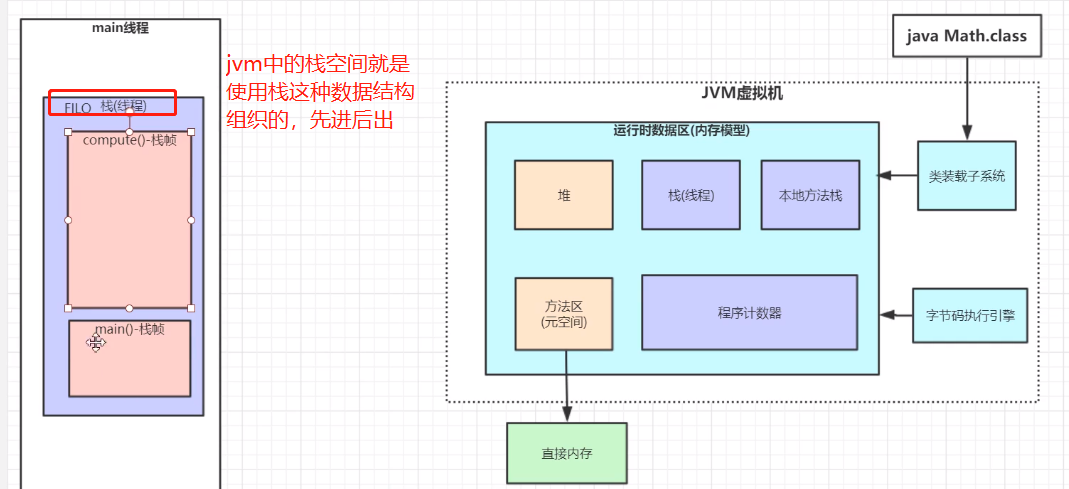 main线程
jvm中的栈空间就是
使用栈这种数据结构
组织的，先进后出
FILO 栈(线程)
compute()-栈帧
main()-栈帧
java Math.class
JVM虚拟机
运行时数据区(内存模型)
堆
栈(线程)
本地方法栈
类装载子系统
方法区
(元空间)
程序计数器
字节码执行引擎
直接内存